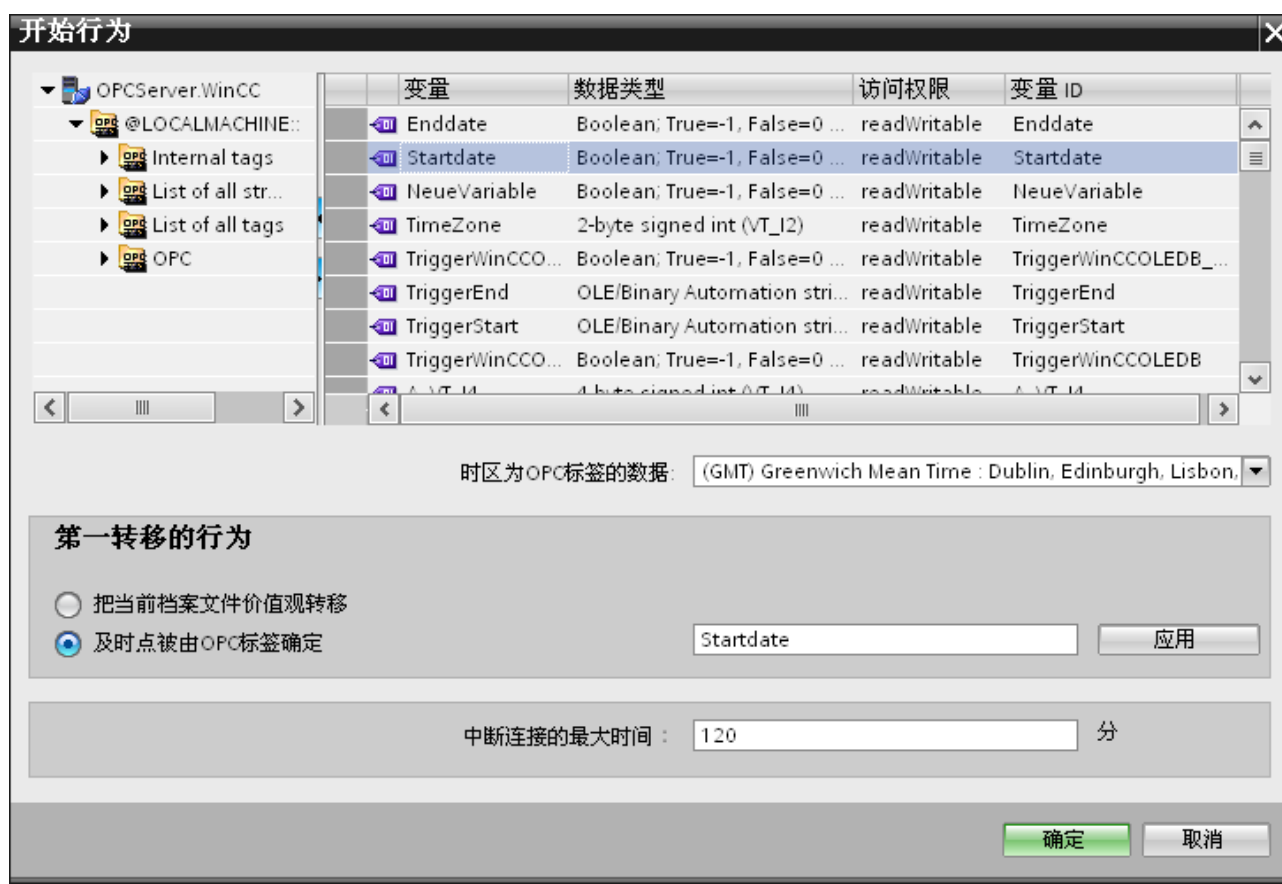 开始行为
OPCServer.WinCC
@LOCALMACHINE::
Internal tags
List of all str...
List of all tags
OPC
变量 数据类型 访问权限 变量 ID
Enddate Boolean; True=-1, False=0 ... readWritable Enddate
Startdate Boolean; True=-1, False=0 ... readWritable Startdate
NeueVariable Boolean; True=-1, False=0 readWritable NeueVariable
TimeZone 2-byte signed int (VT_I2) readWritable TimeZone
TriggerWinCCO... Boolean; True=-1, False=0 ... readWritable TriggerWinCCOLEDB_...
TriggerEnd OLE/Binary Automation stri... readWritable TriggerEnd
TriggerStart OLE/Binary Automation stri... readWritable TriggerStart
TriggerWinCCO... Boolean; True=-1, False=0 ... readWritable TriggerWinCCOLEDB
4-byte signed int (VT_I4) readWritable
时区为OPC标签的数据: (GMT) Greenwich Mean Time : Dublin, Edinburgh, Lisbon,
第一转移的行为
把当前档案文件价值观转移
及时点被由OPC标签确定 Startdate 应用
中断连接的最大时间 : 120 分
确定 取消